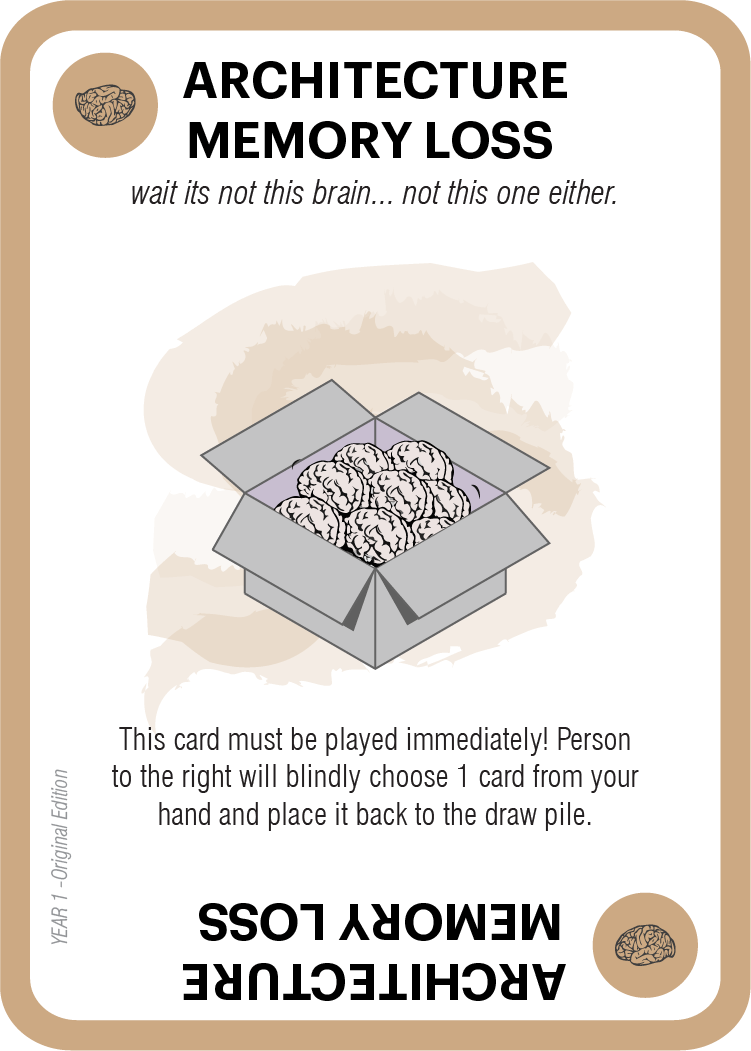 ARCHITECTURE
MEMORY LOSS
wait its not this brain... not this one either.
This card must be played immediately! Person
to the right will blindly choose 1 card from your
hand and place it back to the draw pile.
YEAR 1 -Original Edition
ARCHITECTURE
MEMORY LOSS